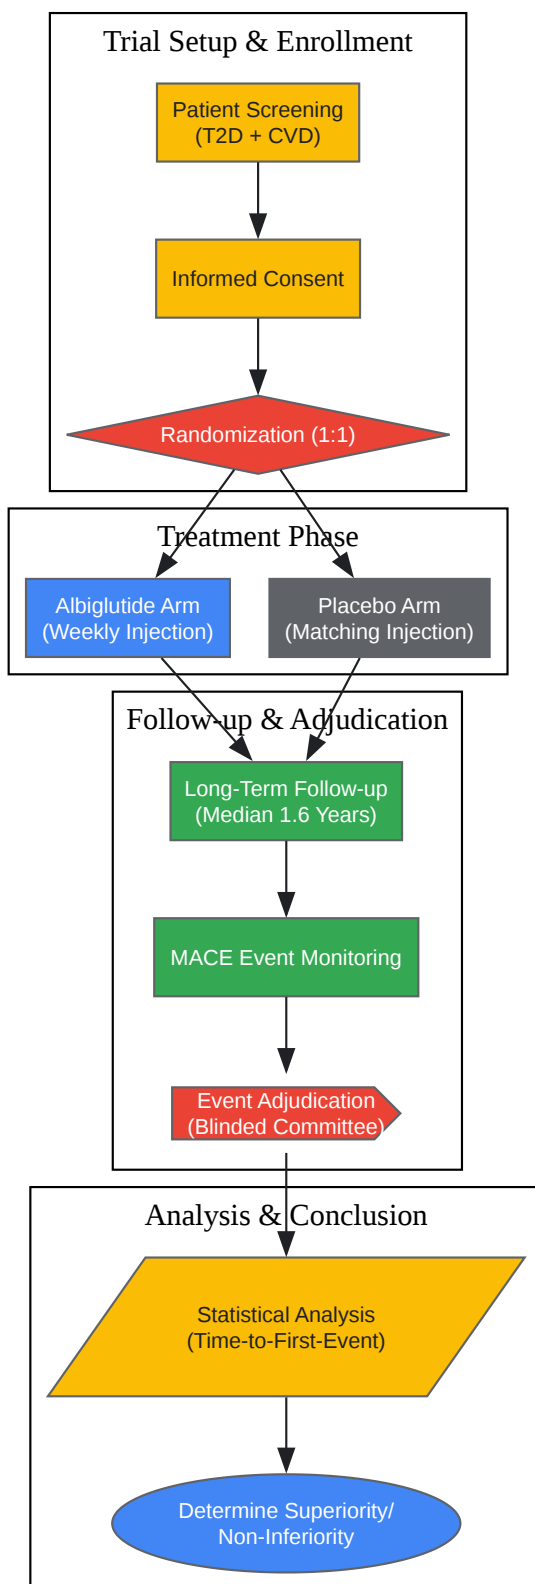 Trial Setup & Enrollment
Patient Screening
(T2D + CVD)
Informed Consent
Randomization (1:1)
Treatment Phase
Albiglutide Arm
(Weekly Injection)
Placebo Arm
(Matching Injection)
Follow-up & Adjudication
Long-Term Follow-up
(Median 1.6 Years)
MACE Event Monitoring
Event Adjudication
(Blinded Committee)
Analysis & Conclusion
Statistical Analysis
(Time-to-First-Event)
Determine Superiority/
Non-Inferiority